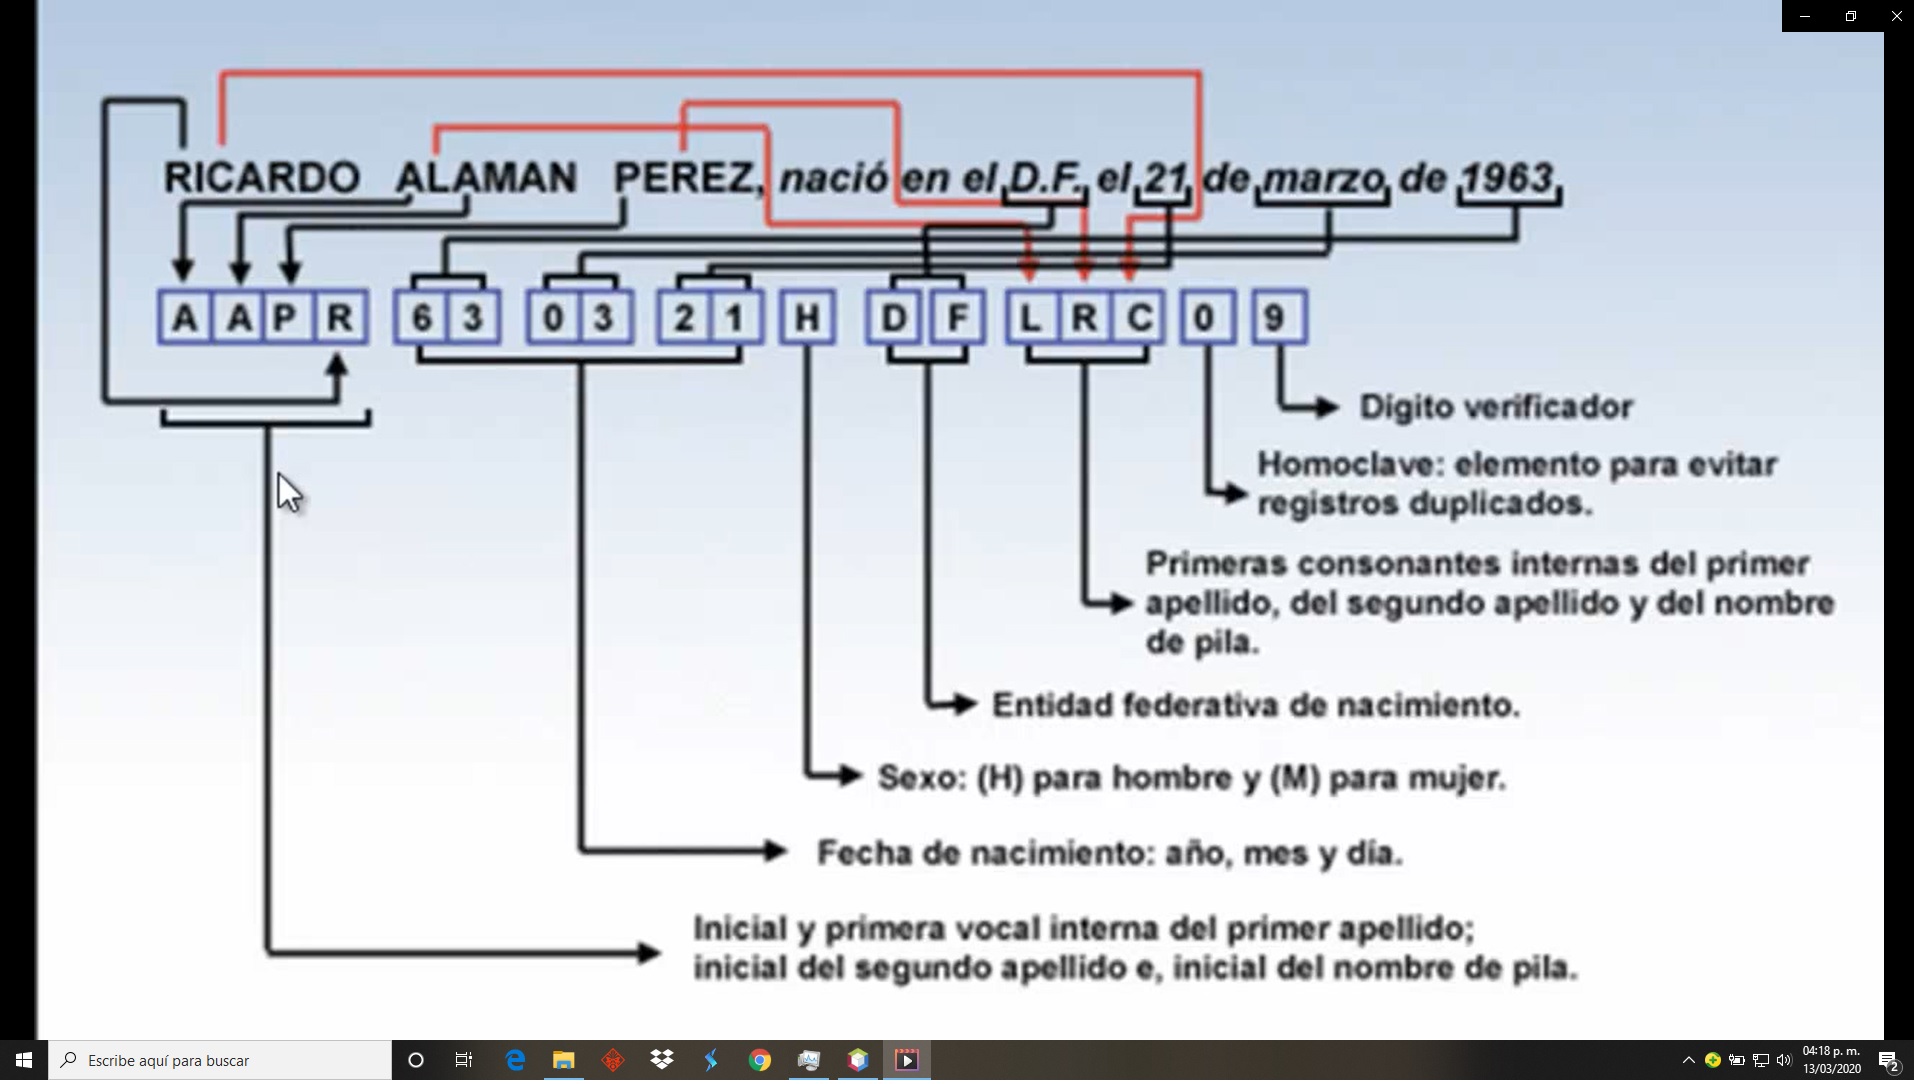 RICARDO ALAMAN PEREZ, nació en el D.F. el 21 de marzo de 1963.
A A P R 6 3 0 3 2 1 H D F L R C 0 9
Dígito verificador
Homoclave: elemento para evitar
registros duplicados.
Primeras consonantes internas del primer
apellido, del segundo apellido y del nombre
de pila.
Entidad federativa de nacimiento.
Sexo: (H) para hombre y (M) para mujer.
Fecha de nacimiento: año, mes y día.
Inicial y primera vocal interna del primer apellido;
inicial del segundo apellido e, inicial del nombre de pila.
Escribe aquí para buscar
04:18 p. m.
13/03/2020
2